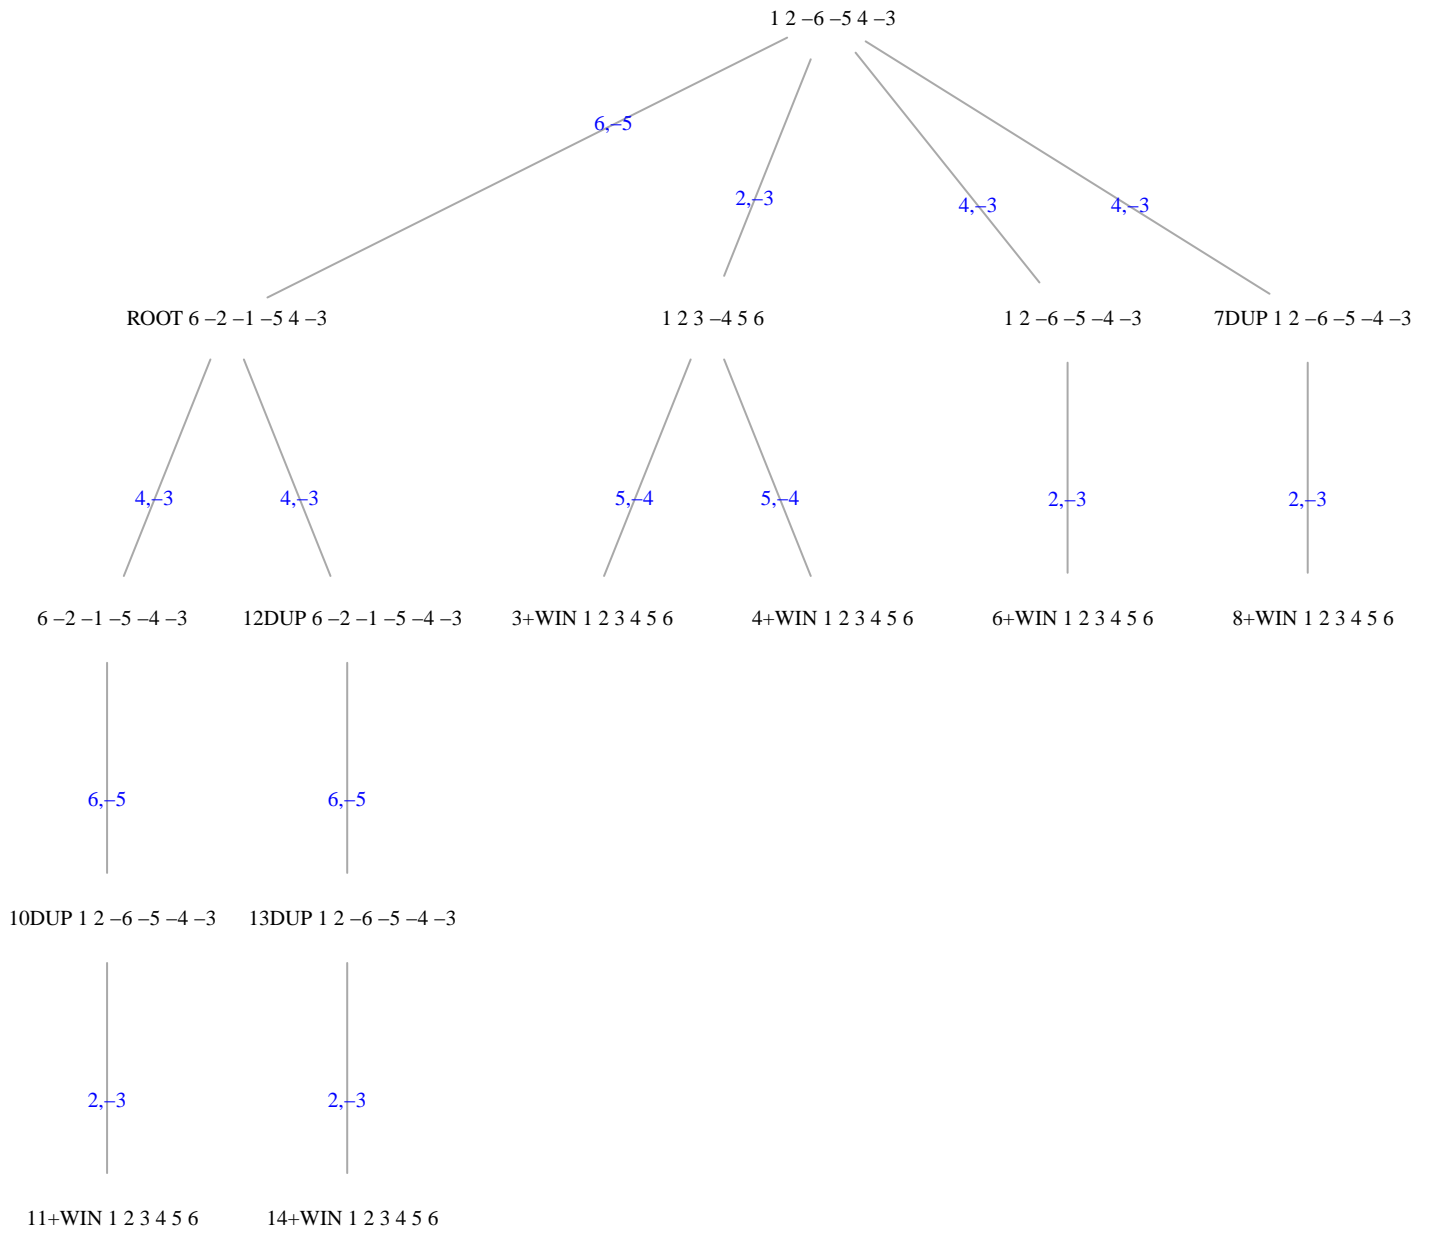 1 2 –6 –5 4 –3
6,–5
2,–3
4,–3
4,–3
ROOT 6 –2 –1 –5 4 –3
1 2 3 –4 5 6
1 2 –6 –5 –4 –3
7DUP 1 2 –6 –5 –4 –3
4,–3
4,–3
5,–4
5,–4
2,–3
2,–3
6 –2 –1 –5 –4 –3
12DUP 6 –2 –1 –5 –4 –3
3+WIN 1 2 3 4 5 6
4+WIN 1 2 3 4 5 6
6+WIN 1 2 3 4 5 6
8+WIN 1 2 3 4 5 6
6,–5
6,–5
10DUP 1 2 –6 –5 –4 –3
13DUP 1 2 –6 –5 –4 –3
2,–3
2,–3
11+WIN 1 2 3 4 5 6
14+WIN 1 2 3 4 5 6